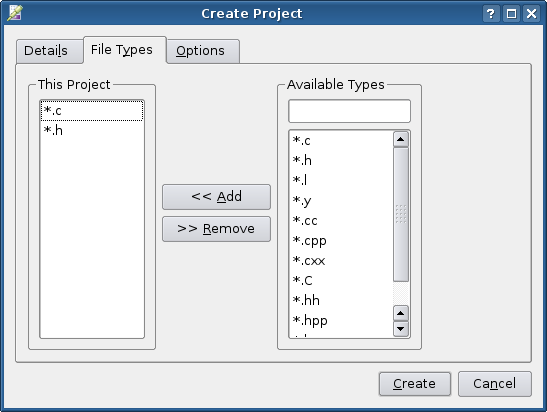 Create Project
Details
File Types
Options
This Project
*.c
*.h
<< Add
>> Remove
Available Types
*.c
*.h
*.l
*.y
*.cc
*.cpp
*.cxx
*.C
*.hh
*.hpp
Create
Cancel